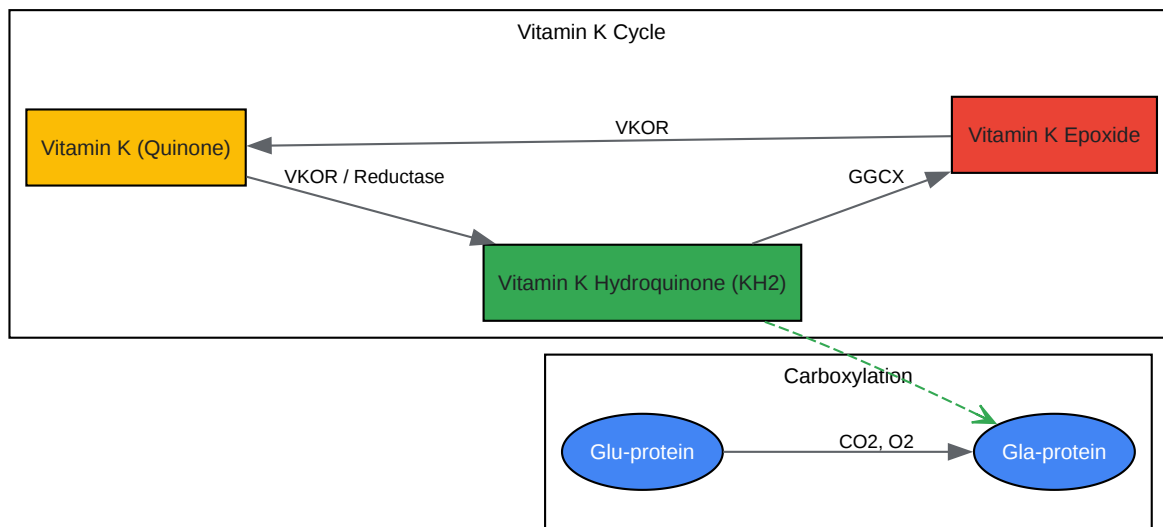 Vitamin K Cycle
VKOR
Vitamin K (Quinone)
Vitamin K Epoxide
VKOR / Reductase
GGCX
Vitamin K Hydroquinone (KH2)
Carboxylation
CO2, O2
Glu-protein
Gla-protein